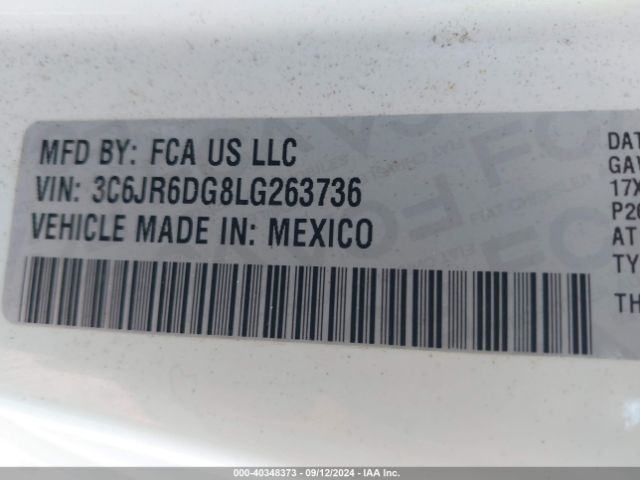 MFD BY: FCA US LLC
VIN: 3C6JR6DG8LG263736
VEHICLE MADE IN: MEXICO
DAT
GAV
17X
P26
AT
TY
TH
000-40348373 - 09/12/2024 - IAA Inc.